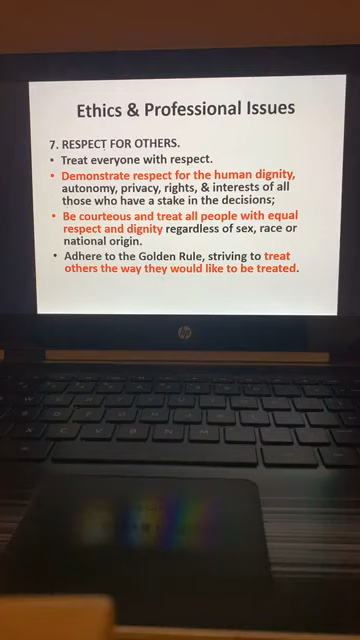 Ethics & Professional Issues
7. RESPECT FOR OTHERS.
• Treat everyone with respect.
• Demonstrate respect for the human dignity,
autonomy, privacy, rights, & interests of all
those who have a stake in the decisions;
• Be courteous and treat all people with equal
respect and dignity regardless of sex, race or
national origin.
• Adhere to the Golden Rule, striving to treat
others the way they would like to be treated.
hp